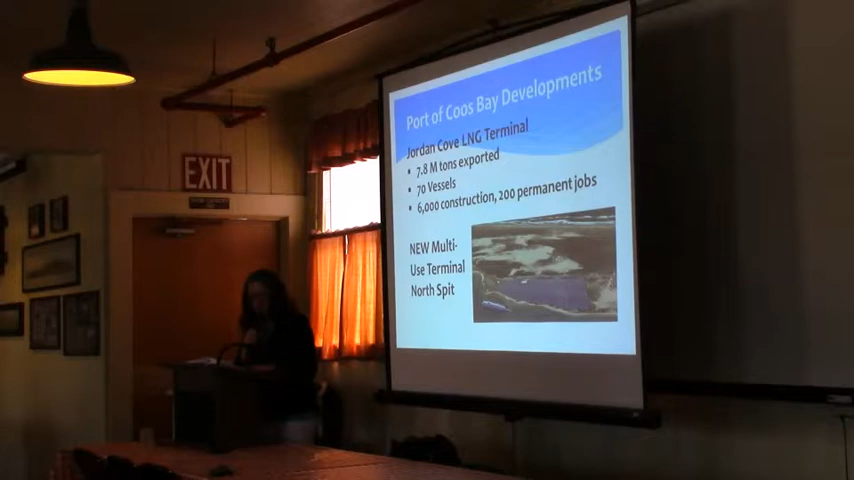 Port of Coos Bay Developments
Jordan Cove LNG Terminal
• 7.8 M tons exported
• 70 Vessels
• 6,000 construction, 200 permanent jobs
EXIT
NEW Multi-
Use Terminal
North Spit